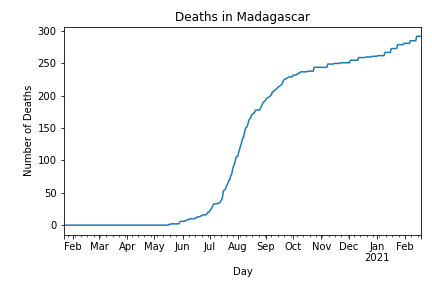 Deaths in Madagascar
Number of Deaths
300
250
200
150
100
50
0
Feb Mar Apr May Jun Jul Aug Sep Oct Nov Dec Jan Feb
2021
Day